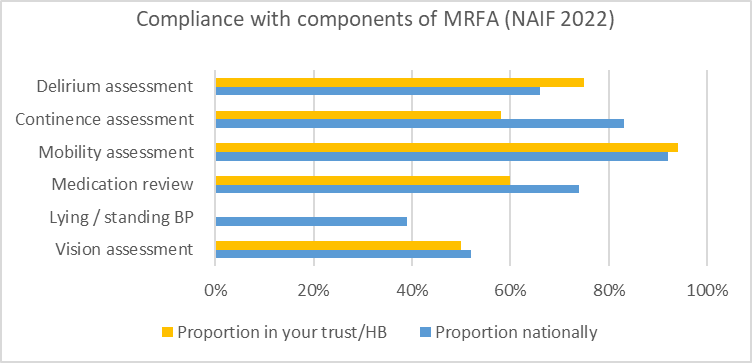 Compliance with components of MRFA (NAIF 2022)
Delirium assessment
Continence assessment
Mobility assessment
Medication review
Lying / standing BP
Vision assessment
0% 20% 40% 60% 80% 100%
Proportion in your trust/HB Proportion nationally